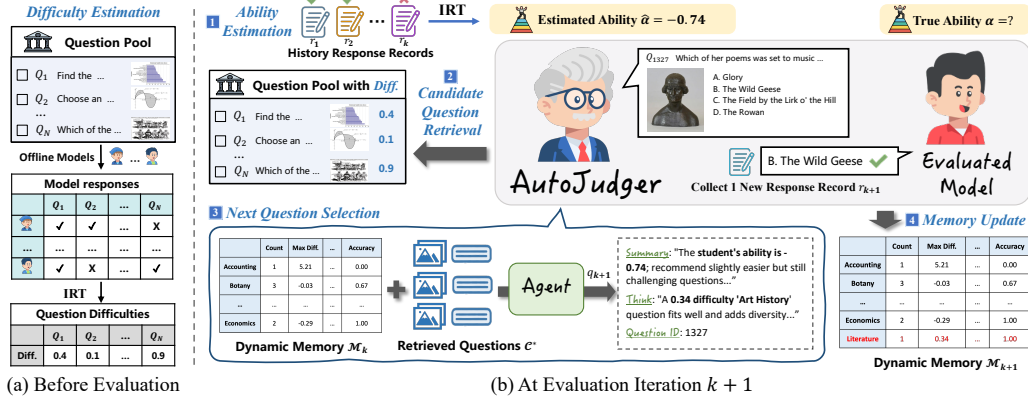 Difficulty Estimation
Question Pool
Q1 Find the ...
Q2 Choose an ...
...
QN Which of the ...
Offline Models ...
Model responses
Q1 Q2 ... QN
✓ ✓ ... X
... ... ... ...
✓ X ... ✓
IRT
Question Difficulties
Q1 Q2 ... QN
Diff. 0.4 0.1 ... 0.9
(a) Before Evaluation
1 Ability Estimation
r1 r2 ... rk
History Response Records
IRT
Estimated Ability α̂ = −0.74
True Ability α =?
Question Pool with Diff.
Q1 Find the ... 0.4
Q2 Choose an ... 0.1
...
QN Which of the ... 0.9
2 Candidate Question Retrieval
Q1327 Which of her poems was set to music ...
A. Glory
B. The Wild Geese
C. The Field by the Lirk o' the Hill
D. The Rowan
AutoJudger
B. The Wild Geese ✓
Collect 1 New Response Record rk+1
Evaluated Model
3 Next Question Selection
Count Max Diff. ... Accuracy
Accounting 1 5.21 ... 0.00
Botany 3 -0.03 ... 0.67
... ... ... ... ...
Economics 2 -0.29 ... 1.00
Dynamic Memory Mk
Retrieved Questions C*
Agent
qk+1
Summary: "The student's ability is -
0.74; recommend slightly easier but still
challenging questions..."
Think: "A 0.34 difficulty 'Art History'
question fits well and adds diversity..."
Question ID: 1327
4 Memory Update
Count Max Diff. ... Accuracy
Accounting 1 5.21 ... 0.00
Botany 3 -0.03 ... 0.67
... ... ... ... ...
Economics 2 -0.29 ... 1.00
Literature 1 0.34 ... 1.00
Dynamic Memory Mk+1
(b) At Evaluation Iteration k + 1